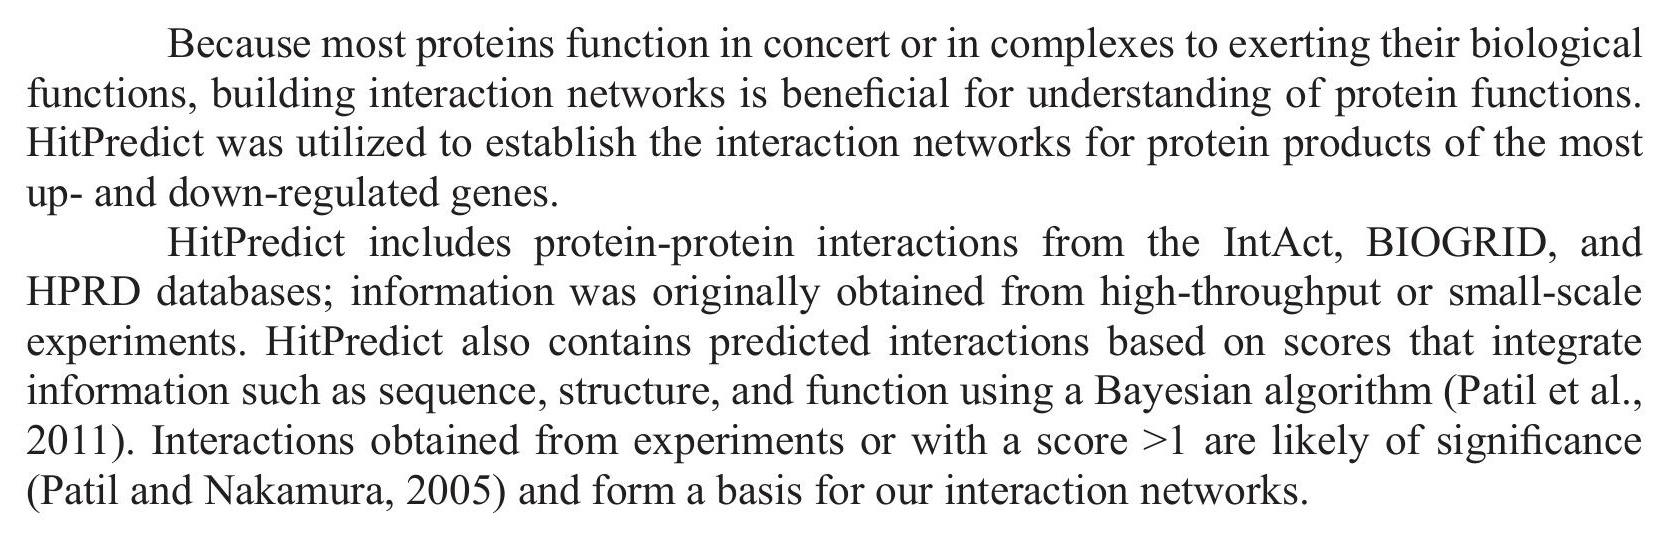 Because most proteins function in concert or in complexes to exerting their biological
functions, building interaction networks is beneficial for understanding of protein functions.
HitPredict was utilized to establish the interaction networks for protein products of the most
up- and down-regulated genes.
HitPredict includes protein-protein interactions from the IntAct, BIOGRID, and
HPRD databases; information was originally obtained from high-throughput or small-scale
experiments. HitPredict also contains predicted interactions based on scores that integrate
information such as sequence, structure, and function using a Bayesian algorithm (Patil et al.,
2011). Interactions obtained from experiments or with a score >1 are likely of significance
(Patil and Nakamura, 2005) and form a basis for our interaction networks.